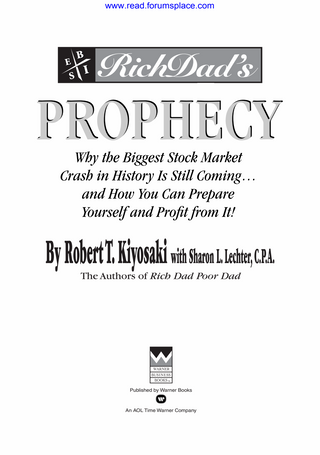 www.read.forumsplace.com
E B S I
RichDad's
PROPHECY
Why the Biggest Stock Market
Crash in History Is Still Coming…
and How You Can Prepare
Yourself and Profit from It!
By Robert T. Kiyosaki with Sharon L. Lechter, C.P.A.
The Authors of Rich Dad Poor Dad
WARNER
BUSINESS
BOOKS
Published by Warner Books
An AOL Time Warner Company